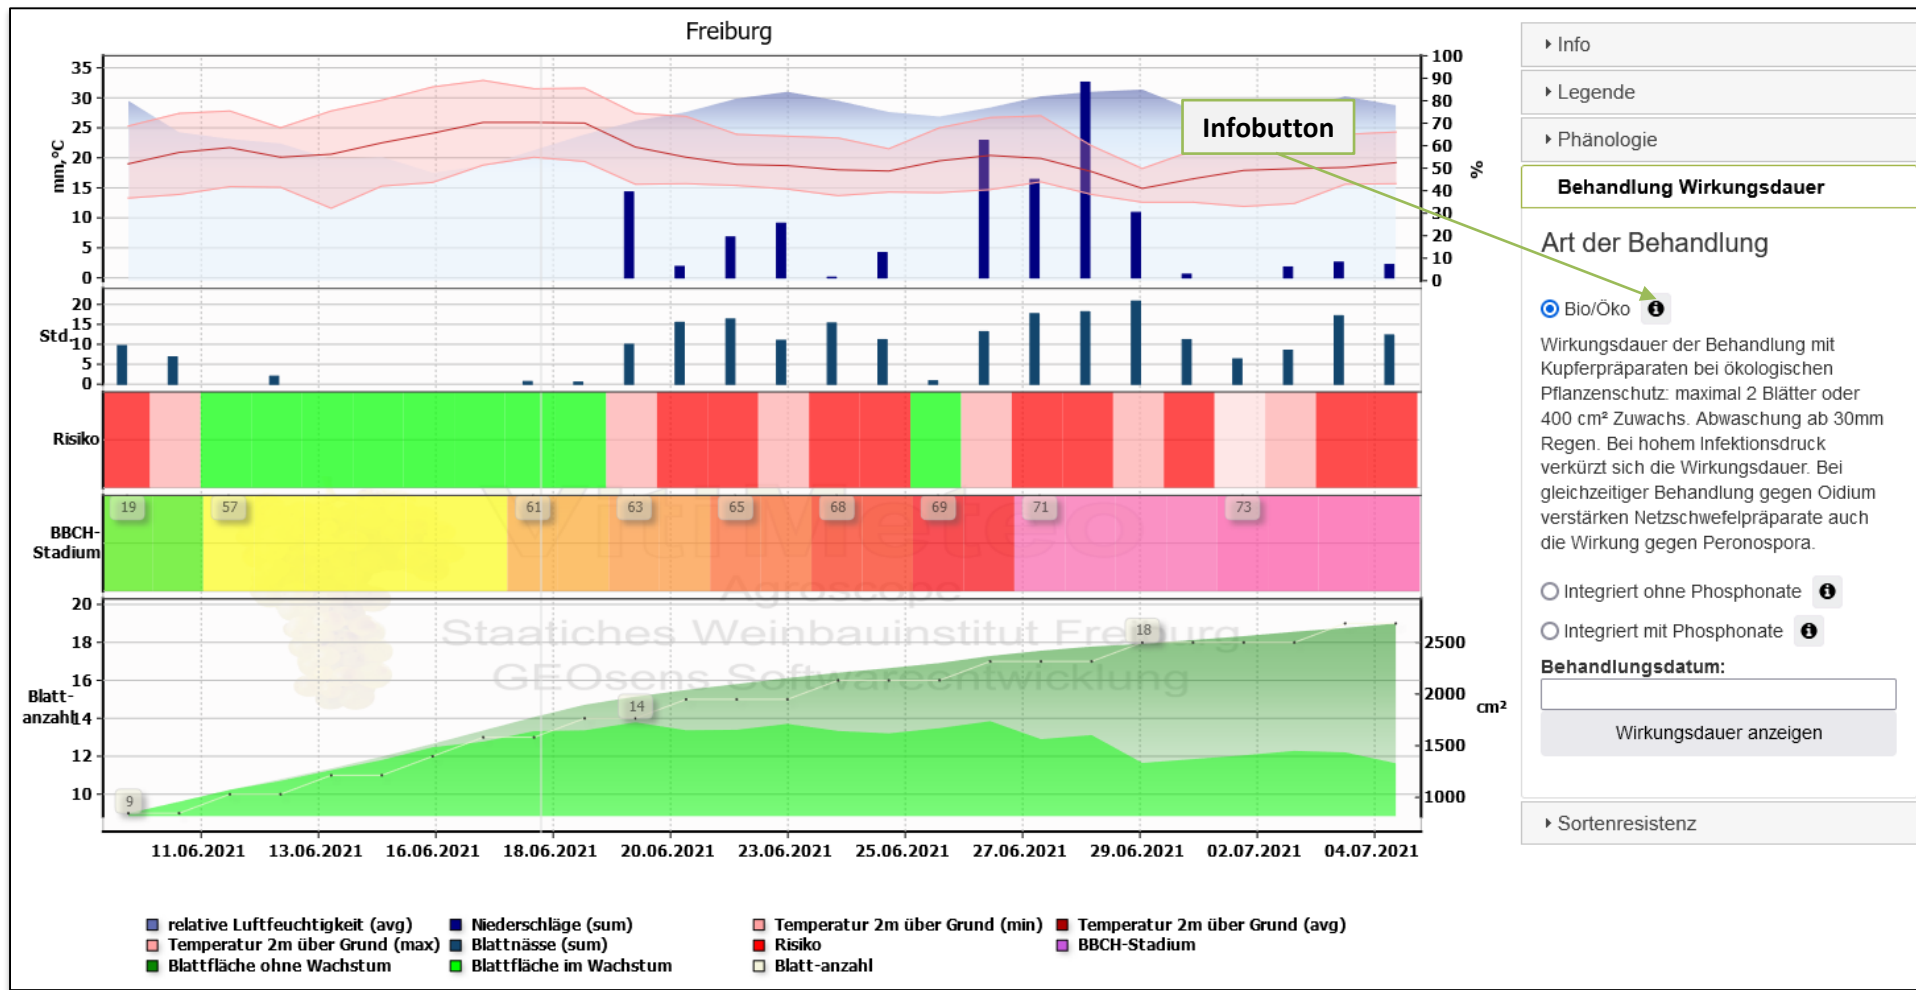 Freiburg
35
30
25
20
15
10
5
0
mm,°C
100
90
80
70
60
50
40
30
20
10
0
%
Infobutton
20
15
10
5
0
Std.
Risiko
BBCH-
Stadium
19
57
61
63
65
68
69
71
73
VitiMeteo
Agroscope
Staatiches Weinbauinstitut Freiburg
GEOsens Softwareentwicklung
20
18
16
14
12
10
Blatt-
anzahl
9
14
18
2500
2000
1500
1000
cm²
11.06.2021 13.06.2021 16.06.2021 18.06.2021 20.06.2021 23.06.2021 25.06.2021 27.06.2021 29.06.2021 02.07.2021 04.07.2021
relative Luftfeuchtigkeit (avg) Niederschläge (sum) Temperatur 2m über Grund (min) Temperatur 2m über Grund (avg)
Temperatur 2m über Grund (max) Blattnässe (sum) Risiko BBCH-Stadium
Blattfläche ohne Wachstum Blattfläche im Wachstum Blatt-anzahl
Info
Legende
Phänologie
Behandlung Wirkungsdauer
Art der Behandlung
Bio/Öko
Wirkungsdauer der Behandlung mit
Kupferpräparaten bei ökologischen
Pflanzenschutz: maximal 2 Blätter oder
400 cm² Zuwachs. Abwaschung ab 30mm
Regen. Bei hohem Infektionsdruck
verkürzt sich die Wirkungsdauer. Bei
gleichzeitiger Behandlung gegen Oidium
verstärken Netzschwefelpräparate auch
die Wirkung gegen Peronospora.
Integriert ohne Phosphonate
Integriert mit Phosphonate
Behandlungsdatum:
Wirkungsdauer anzeigen
Sortenresistenz